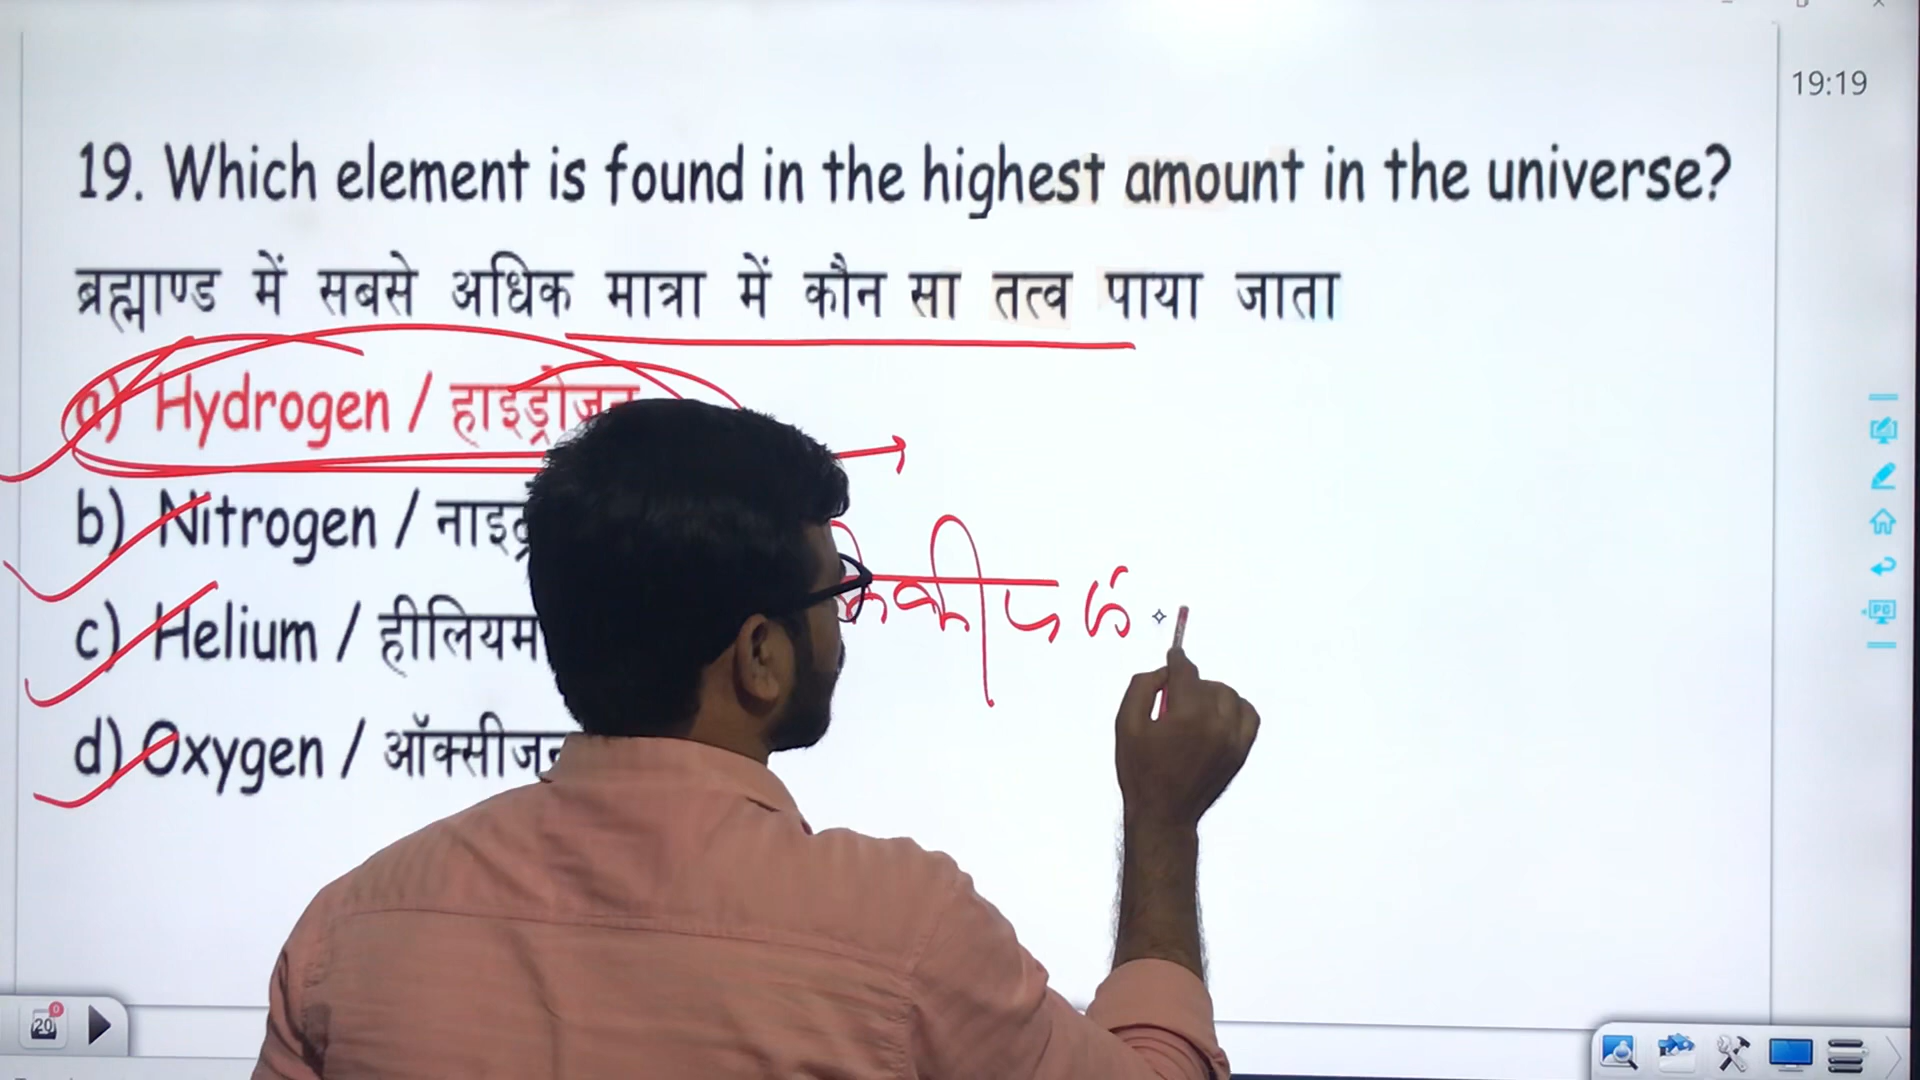 19:19
19. Which element is found in the highest amount in the universe?
ब्रह्माण्ड में सबसे अधिक मात्रा में कौन सा तत्व पाया जाता
a) Hydrogen / हाइड्रोजन
b) Nitrogen /
c) Helium / हीलियम
d) Oxygen / ऑक्सीजन
20